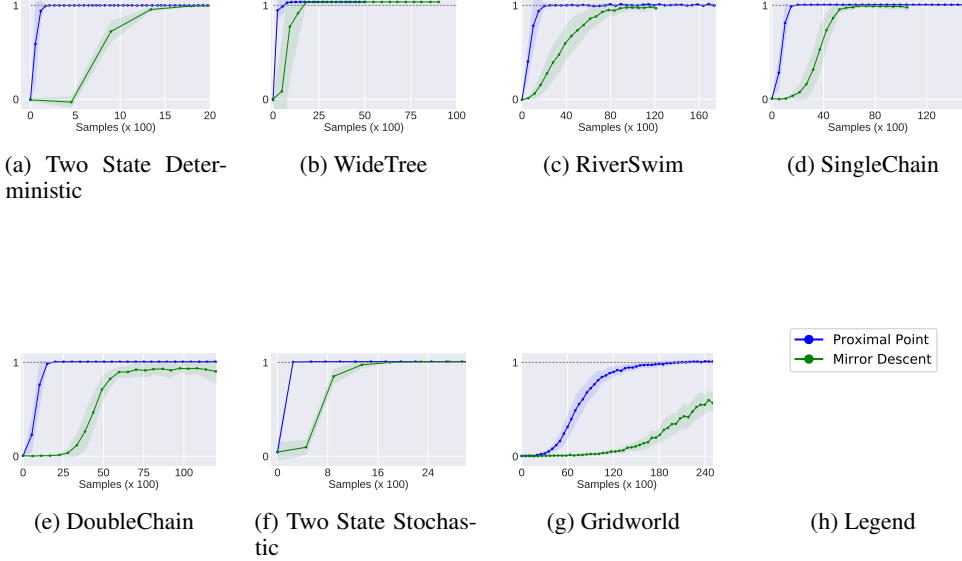 1
0
0 5 10 15 20
Samples (x 100)
(a) Two State Deter-
ministic
1
0
0 25 50 75 100
Samples (x 100)
(b) WideTree
1
0
0 40 80 120 160
Samples (x 100)
(c) RiverSwim
1
0
0 40 80 120
Samples (x 100)
(d) SingleChain
1
0
0 25 50 75 100
Samples (x 100)
(e) DoubleChain
1
0
0 8 16 24
Samples (x 100)
(f) Two State Stochas-
tic
1
0
0 60 120 180 240
Samples (x 100)
(g) Gridworld
Proximal Point
Mirror Descent
(h) Legend